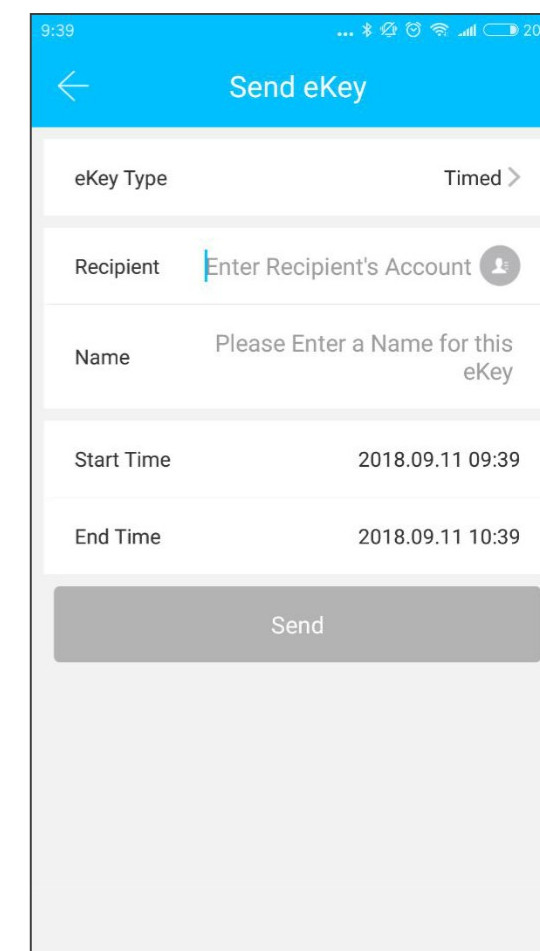 9:39 ... 20
Send eKey
eKey Type Timed
Recipient Enter Recipient's Account
Name Please Enter a Name for this
eKey
Start Time 2018.09.11 09:39
End Time 2018.09.11 10:39
Send